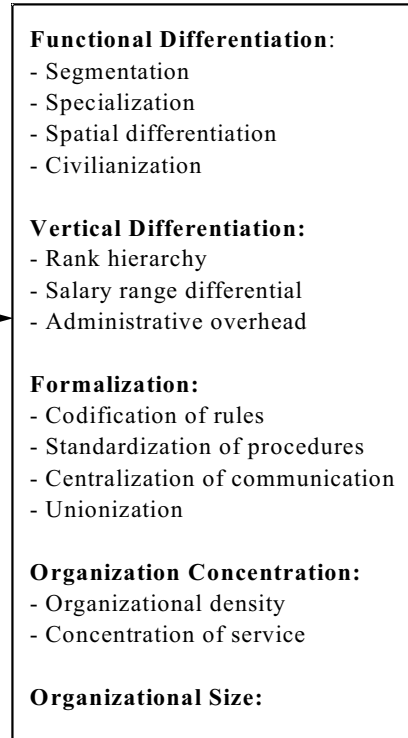 Functional Differentiation:
- Segmentation
- Specialization
- Spatial differentiation
- Civilianization
Vertical Differentiation:
- Rank hierarchy
- Salary range differential
- Administrative overhead
Formalization:
- Codification of rules
- Standardization of procedures
- Centralization of communication
- Unionization
Organization Concentration:
- Organizational density
- Concentration of service
Organizational Size: